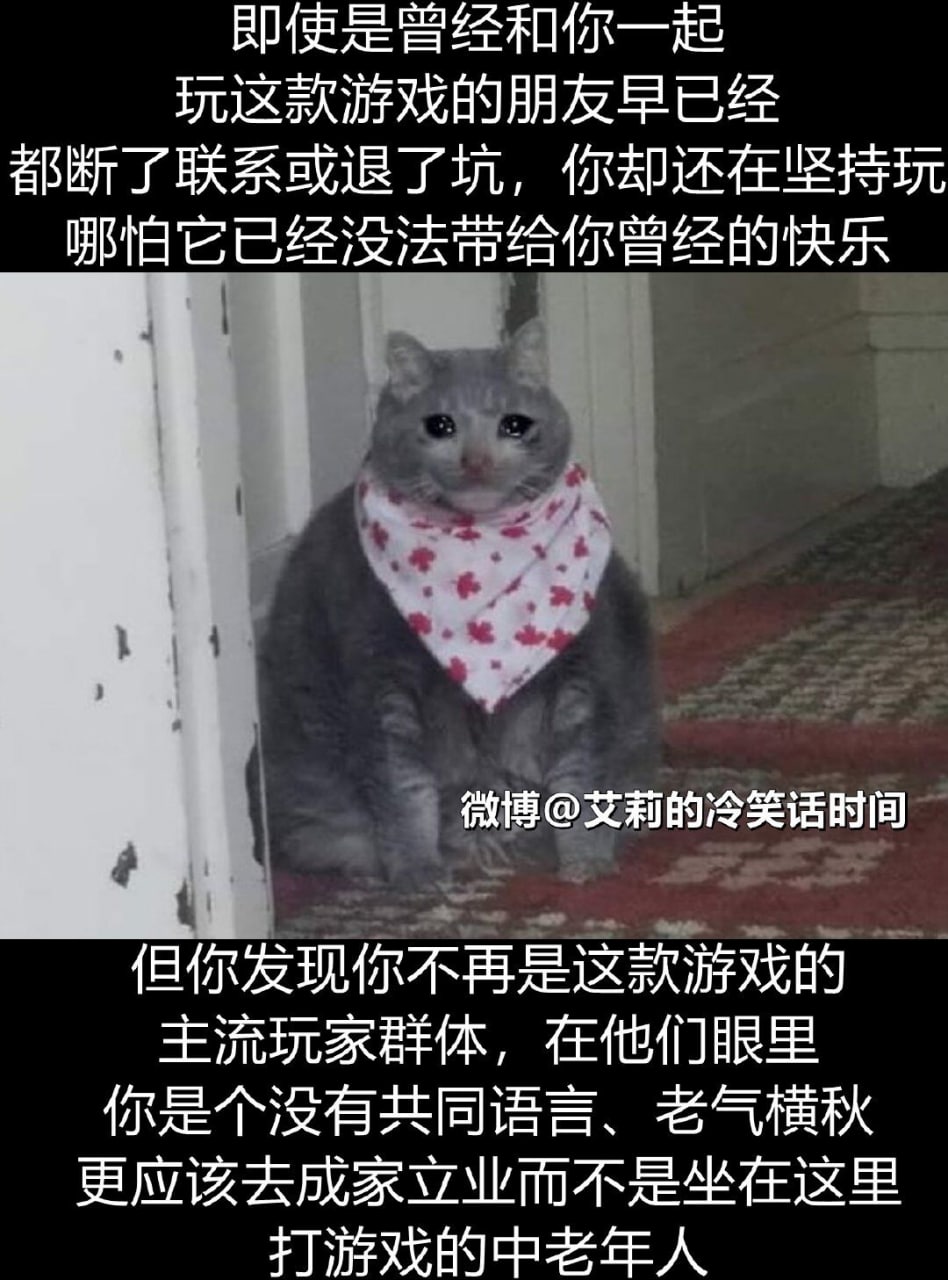 即使是曾经和你一起
玩这款游戏的朋友早已经
都断了联系或退了坑，你却还在坚持玩
哪怕它已经没法带给你曾经的快乐
微博@艾莉的冷笑话时间
但你发现你不再是这款游戏的
主流玩家群体，在他们眼里
你是个没有共同语言、老气横秋
更应该去成家立业而不是坐在这里
打游戏的中老年人